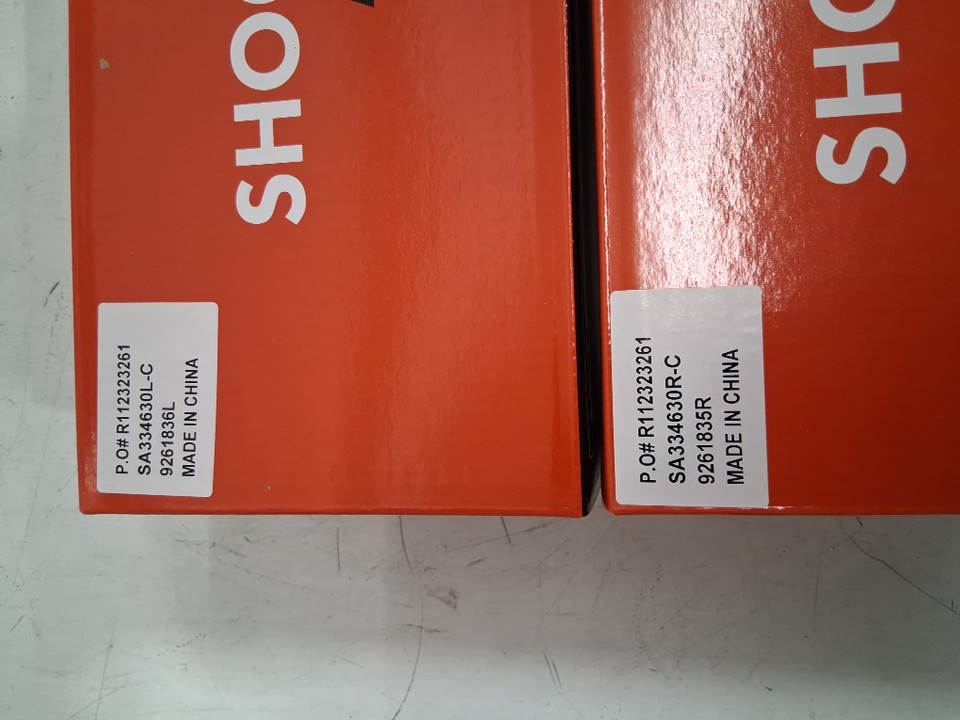 SHO
P.O# R112323261
SA334630L-C
9261836L
MADE IN CHINA
SHO
P.O# R112323261
SA334630R-C
9261835R
MADE IN CHINA